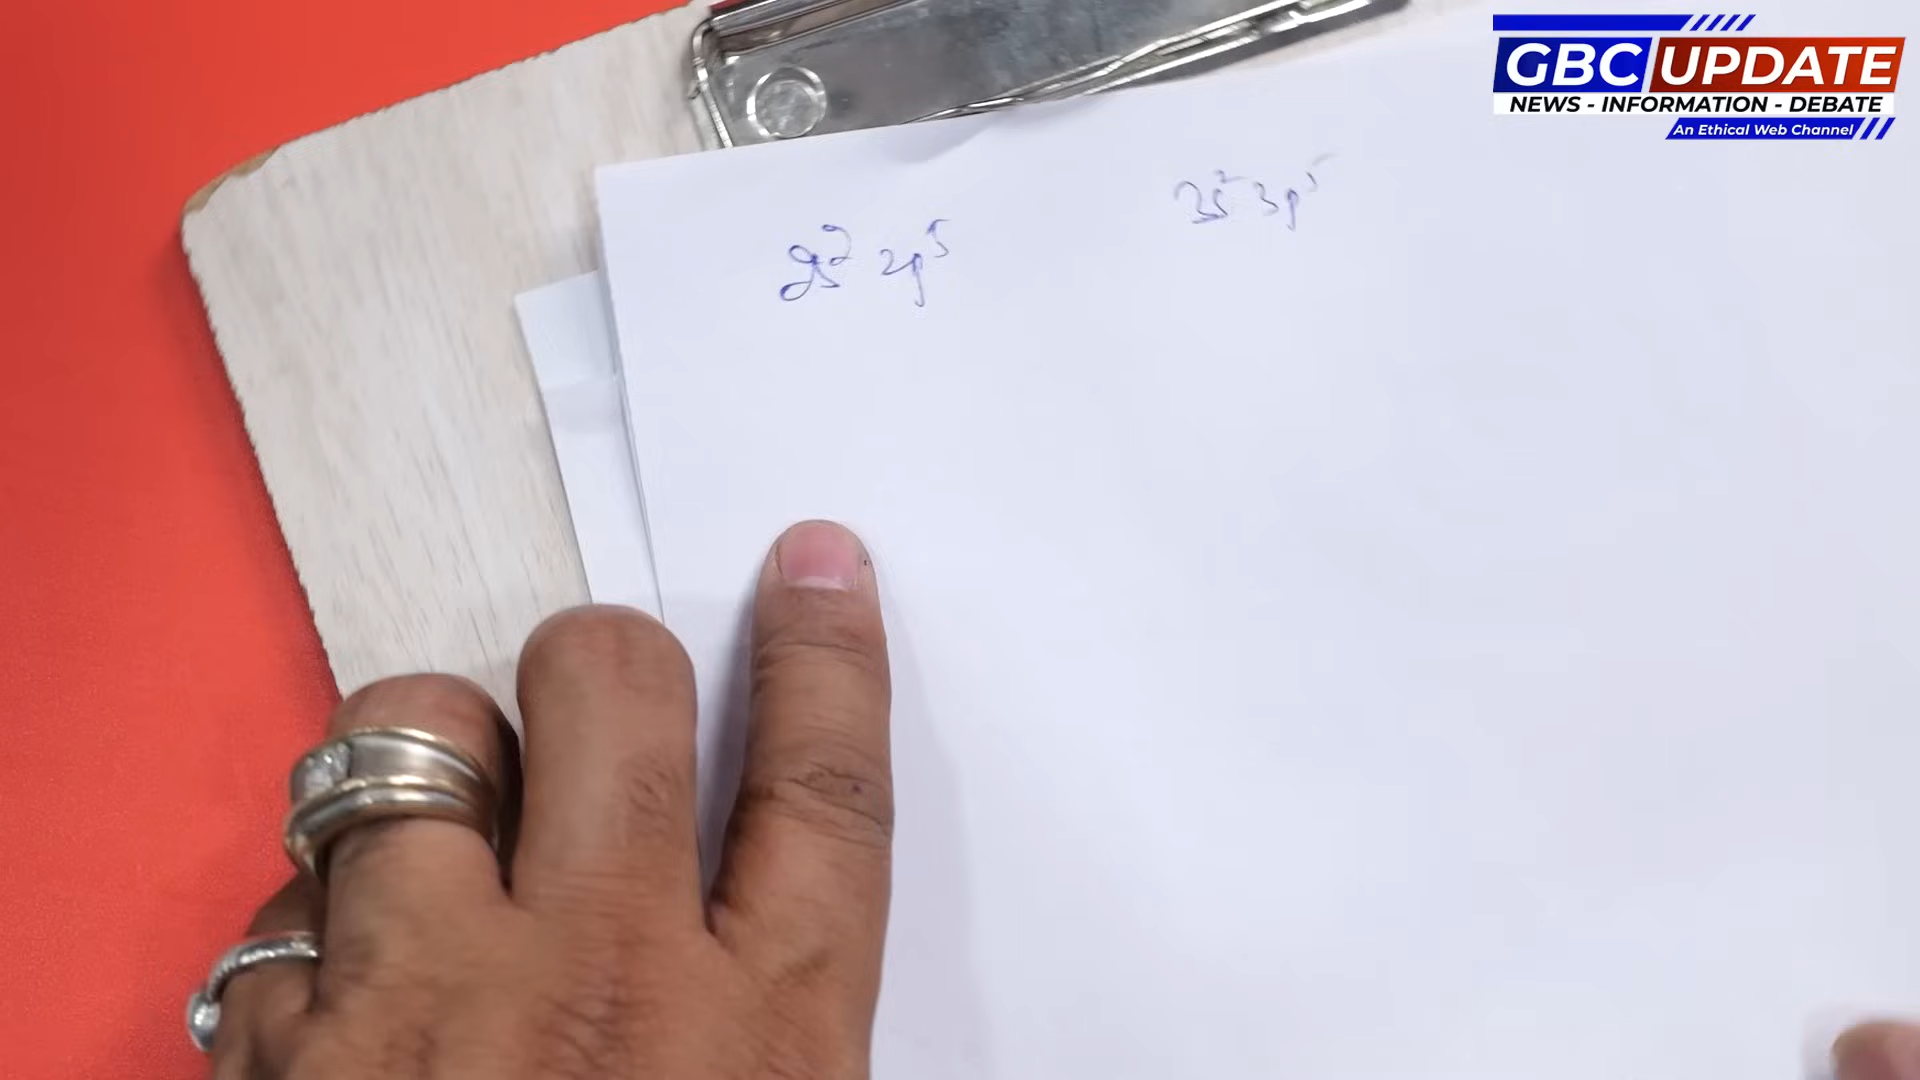 GBC UPDATE
NEWS - INFORMATION - DEBATE
An Ethical Web Channel
2s² 2p⁵
3s² 3p⁵